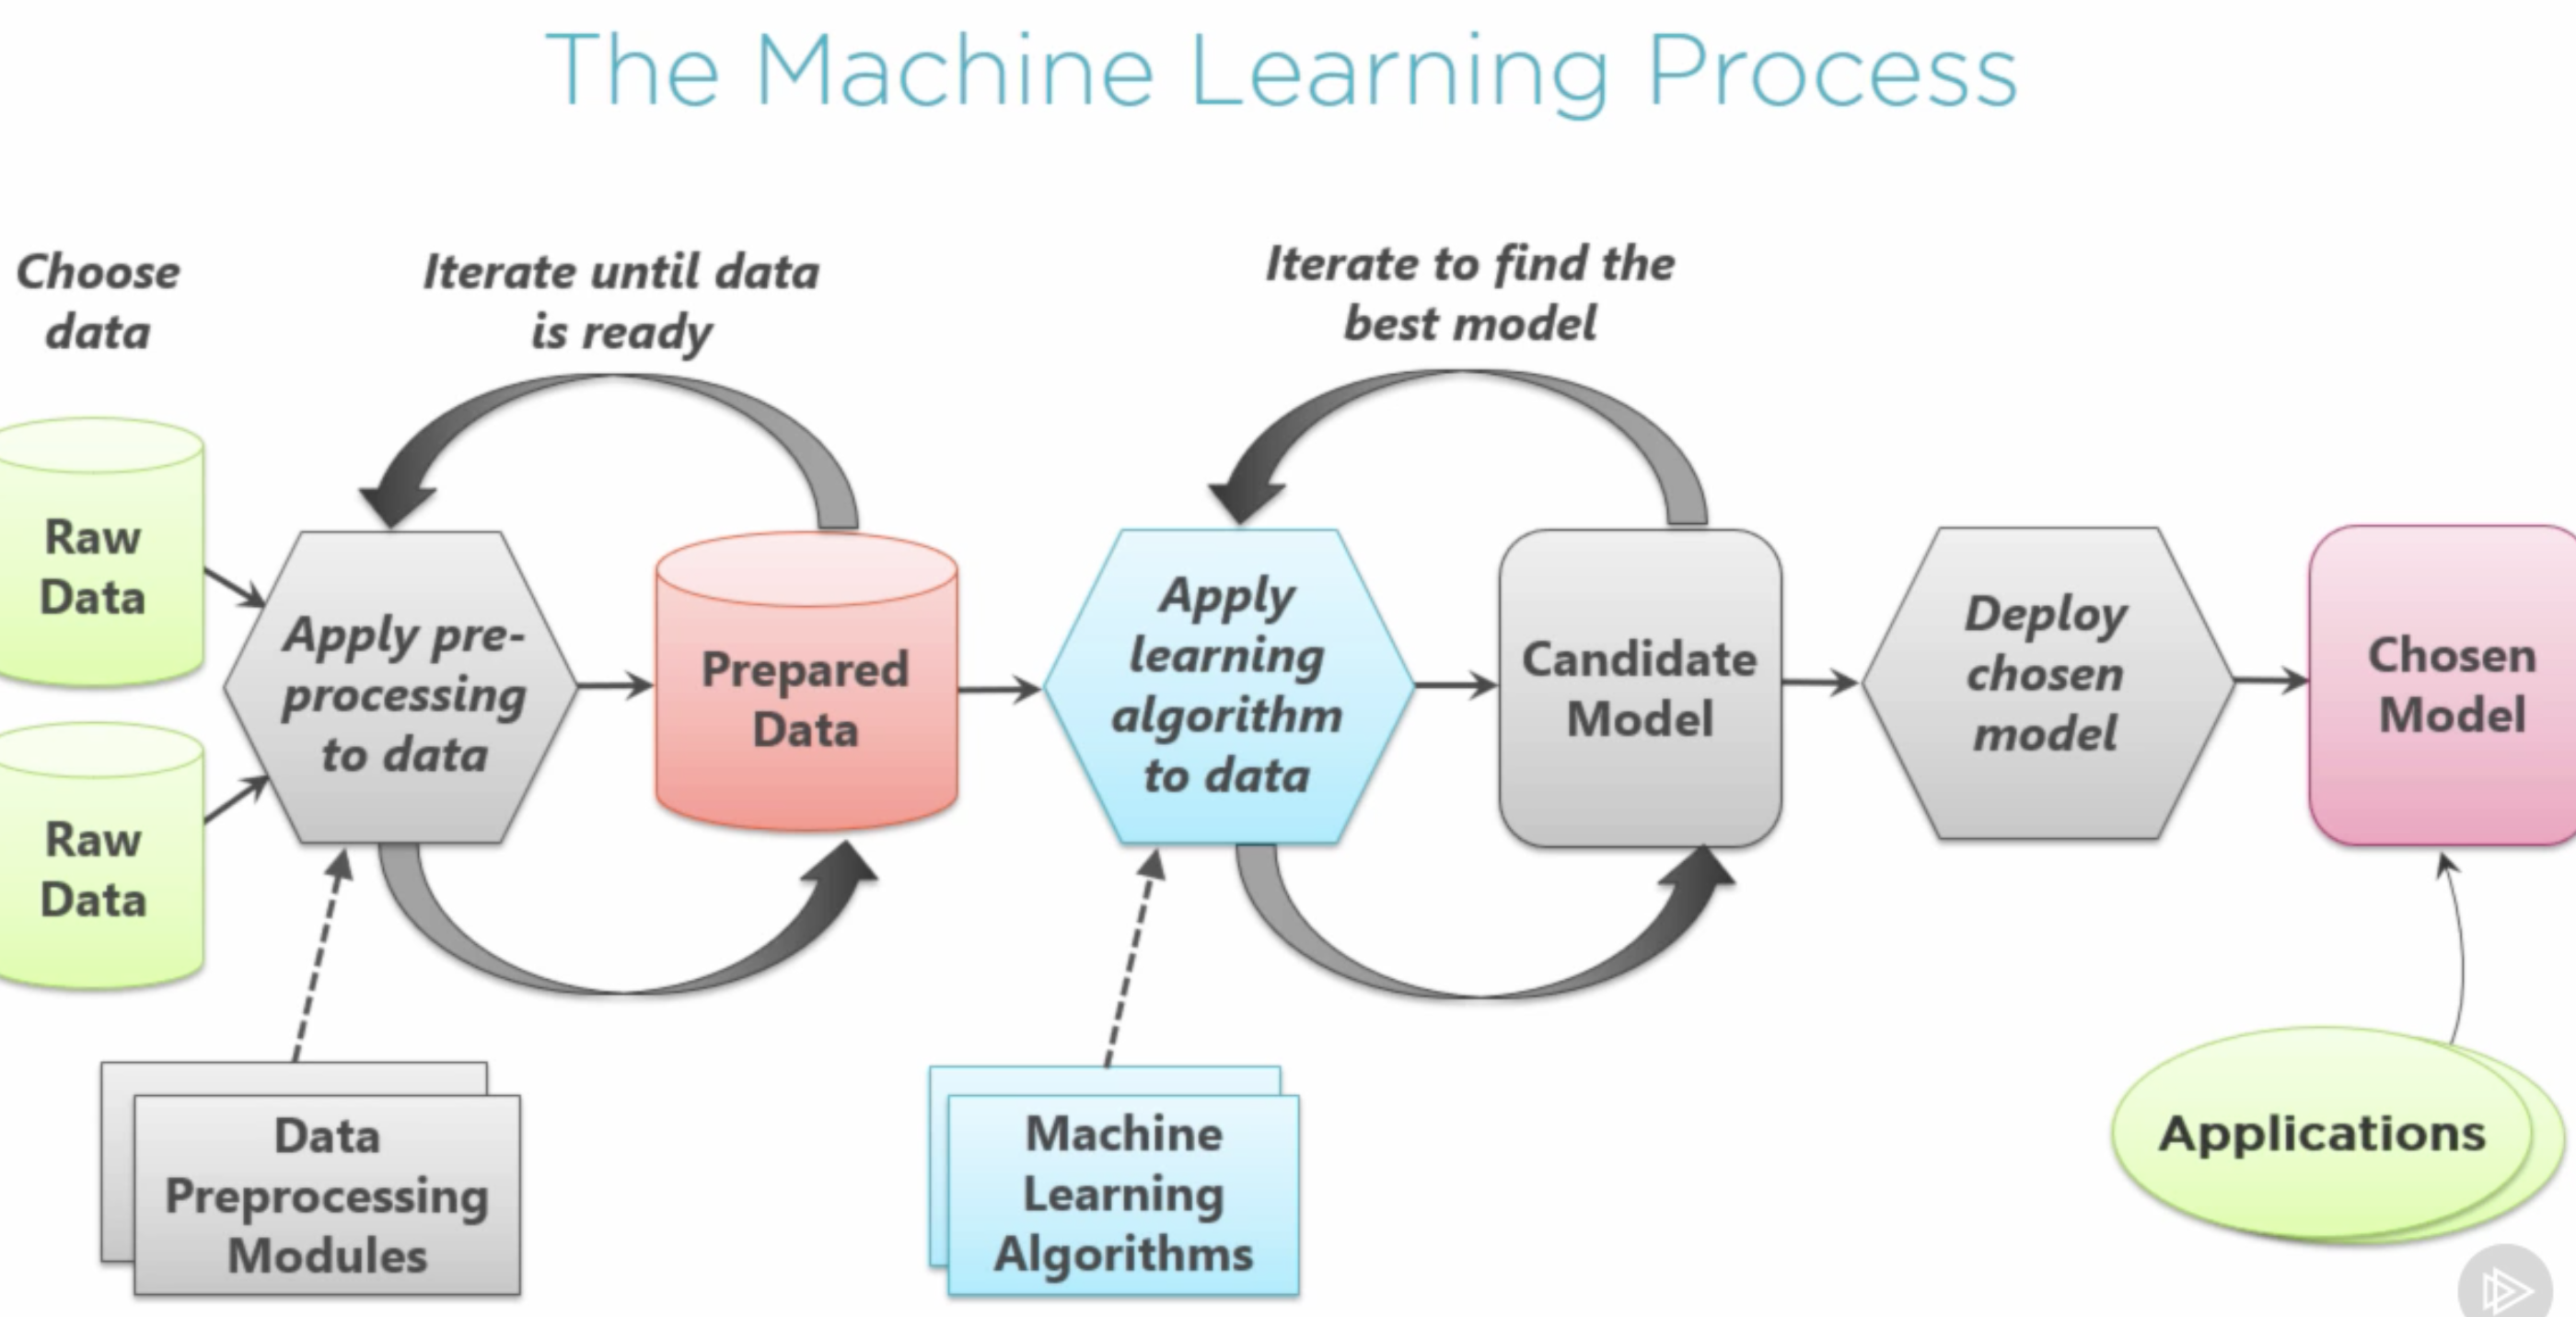 The Machine Learning Process
Choose
data
Iterate until data
is ready
Iterate to find the
best model
Raw
Data
Raw
Data
Apply pre-
processing
to data
Prepared
Data
Apply
learning
algorithm
to data
Candidate
Model
Deploy
chosen
model
Chosen
Model
Data
Preprocessing
Modules
Machine
Learning
Algorithms
Applications